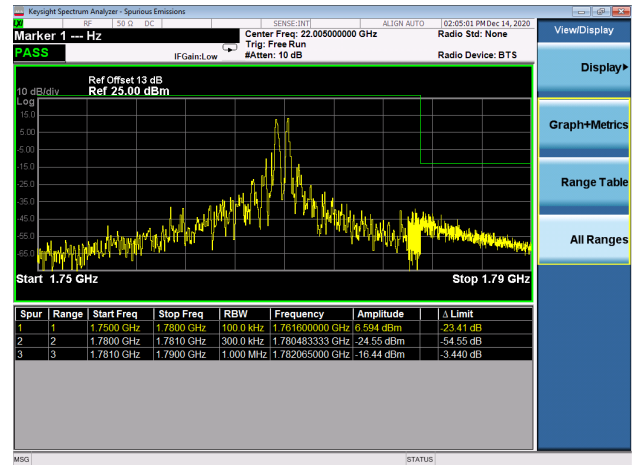 Keysight Spectrum Analyzer - Spurious Emissions
RF 50 Ω DC SENSE:INT ALIGN AUTO 02:05:01 PM Dec 14, 2020
Marker 1 --- Hz
Center Freq: 22.005000000 GHz
Radio Std: None
Trig: Free Run
PASS
IFGain:Low
#Atten: 10 dB
Radio Device: BTS
Ref Offset 13 dB
10 dB/div Ref 25.00 dBm
Log
15.0
5.00
-5.00
-15.0
-25.0
-35.0
-45.0
-55.0
-65.0
Start 1.75 GHz Stop 1.79 GHz
Spur Range Start Freq Stop Freq RBW Frequency Amplitude Δ Limit
1 1 1.7500 GHz 1.7800 GHz 100.0 kHz 1.761600000 GHz 6.594 dBm -23.41 dB
2 2 1.7800 GHz 1.7810 GHz 300.0 kHz 1.780483333 GHz -24.55 dBm -54.55 dB
3 3 1.7810 GHz 1.7900 GHz 1.000 MHz 1.782065000 GHz -16.44 dBm -3.440 dB
View/Display
Display▸
Graph+Metrics
Range Table
All Ranges
MSG STATUS